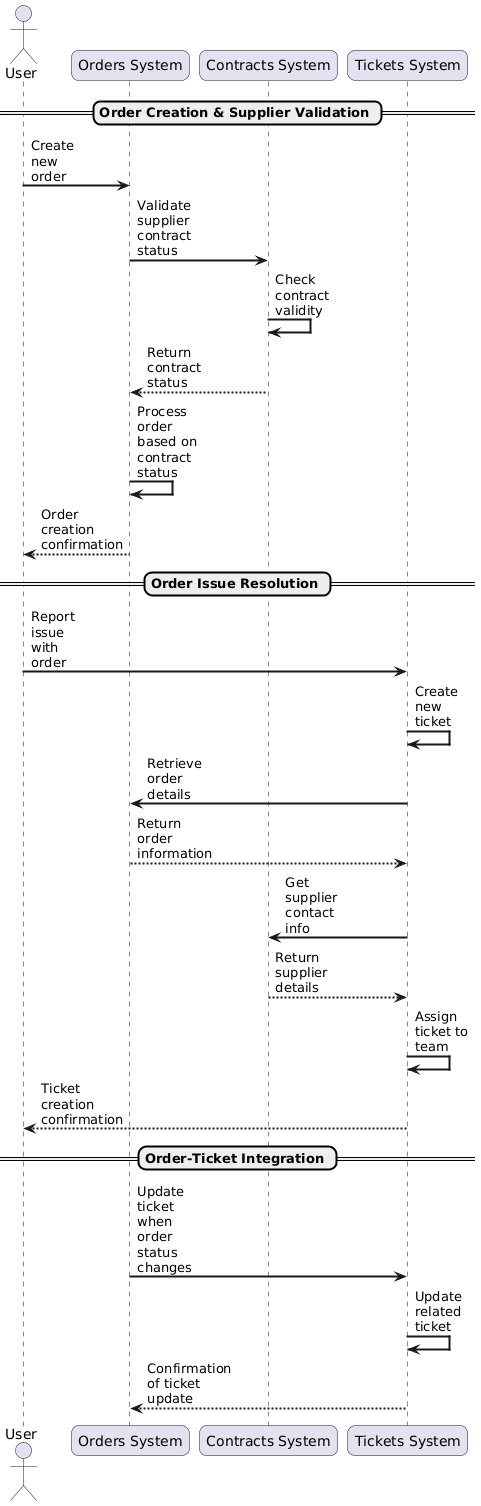 User
Orders System
Contracts System
Tickets System
Order Creation & Supplier Validation
Create
new
order
Validate
supplier
contract
status
Check
contract
validity
Return
contract
status
Process
order
based on
contract
status
Order
creation
confirmation
Order Issue Resolution
Report
issue
with
order
Create
new
ticket
Retrieve
order
details
Return
order
information
Get
supplier
contact
info
Return
supplier
details
Assign
ticket to
team
Ticket
creation
confirmation
Order-Ticket Integration
Update
ticket
when
order
status
changes
Update
related
ticket
Confirmation
of ticket
update
User
Orders System
Contracts System
Tickets System